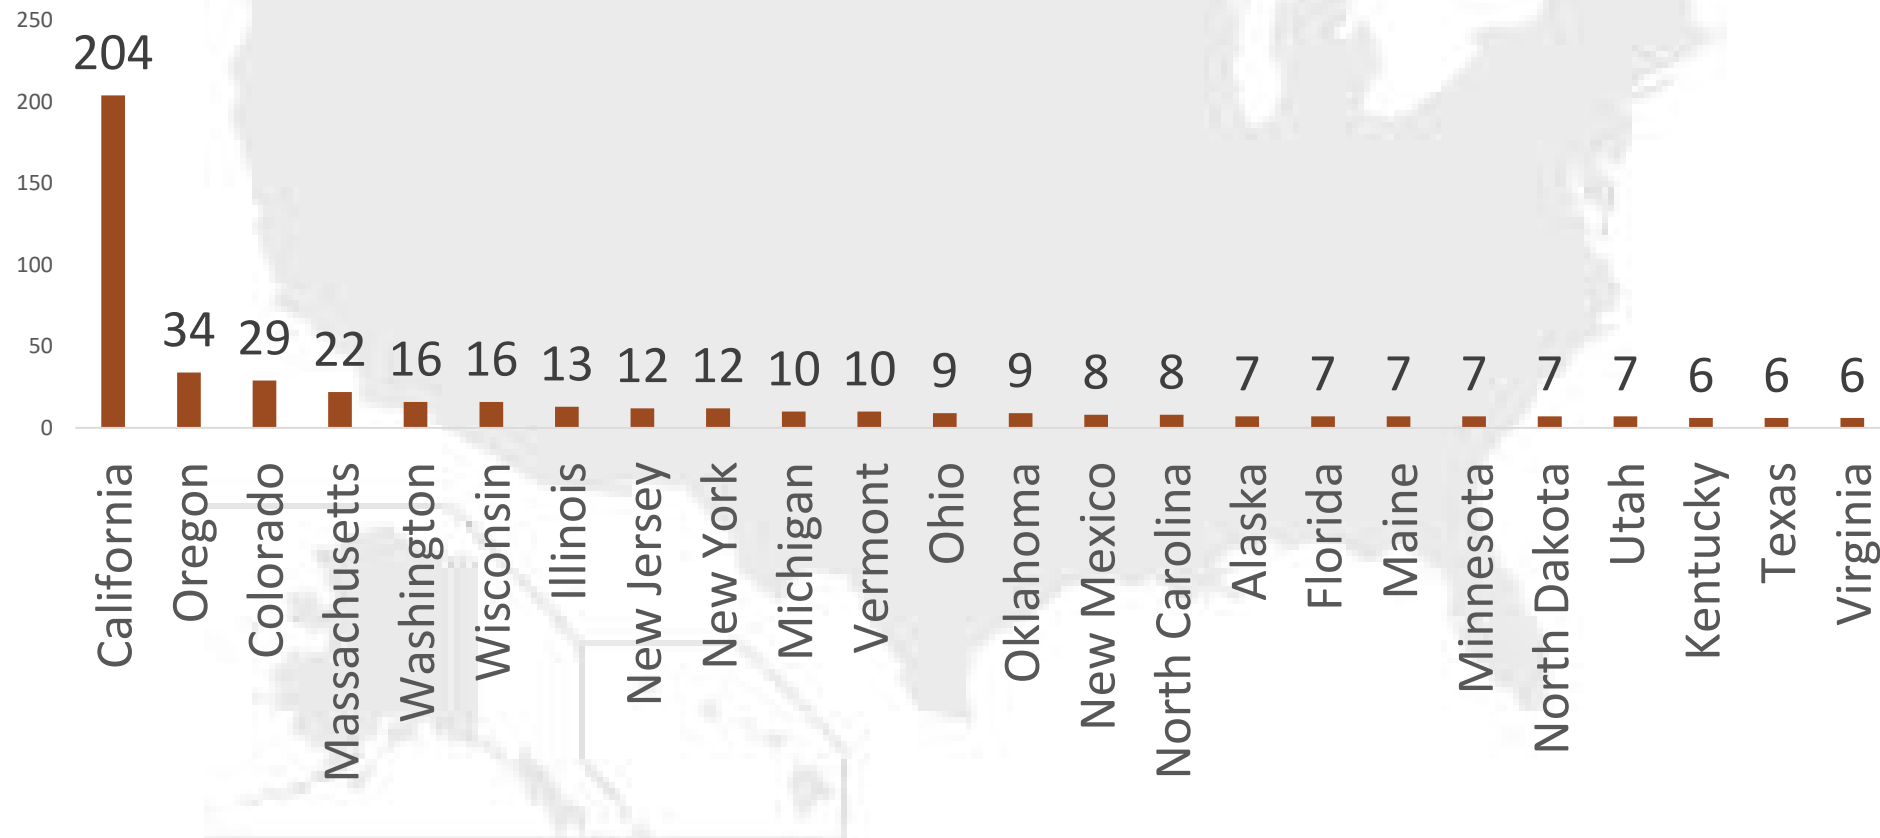 250
200
150
100
50
0
204
34
29
22
16
16
13
12
12
10
10
9
9
8
8
7
7
7
7
7
7
6
6
6
California
Oregon
Colorado
Massachusetts
Washington
Wisconsin
Illinois
New Jersey
New York
Michigan
Vermont
Ohio
Oklahoma
New Mexico
North Carolina
Alaska
Florida
Maine
Minnesota
North Dakota
Utah
Kentucky
Texas
Virginia